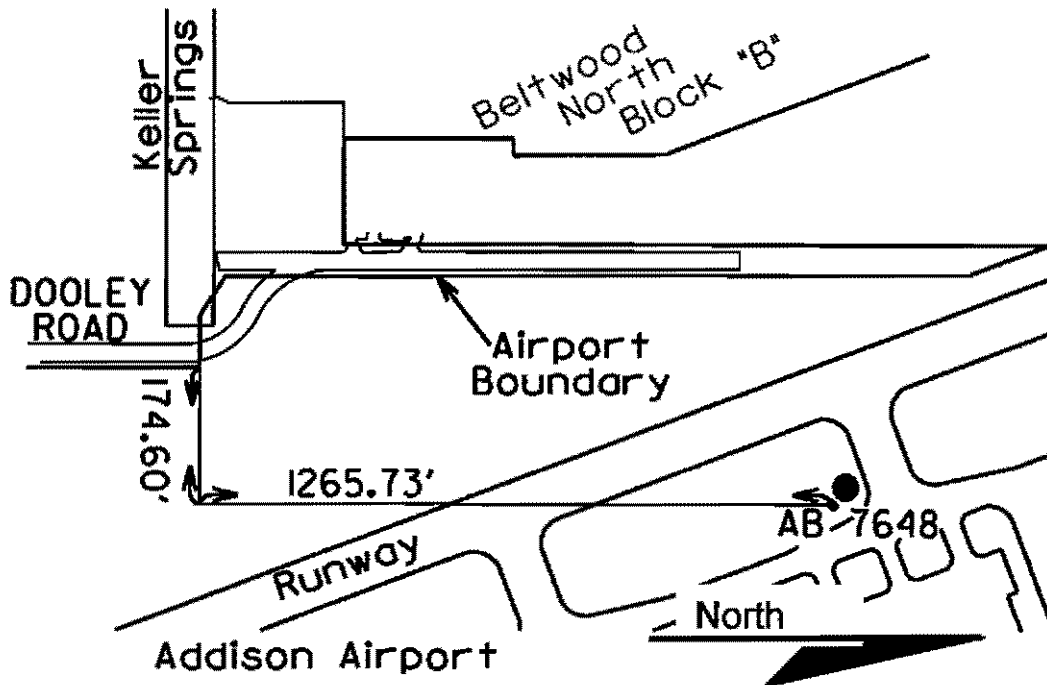 Keller
Springs
Beltwood
North
Block "B"
DOOLEY
ROAD
Airport
Boundary
174.60'
1265.73'
AB 7648
Runway
North
Addison Airport